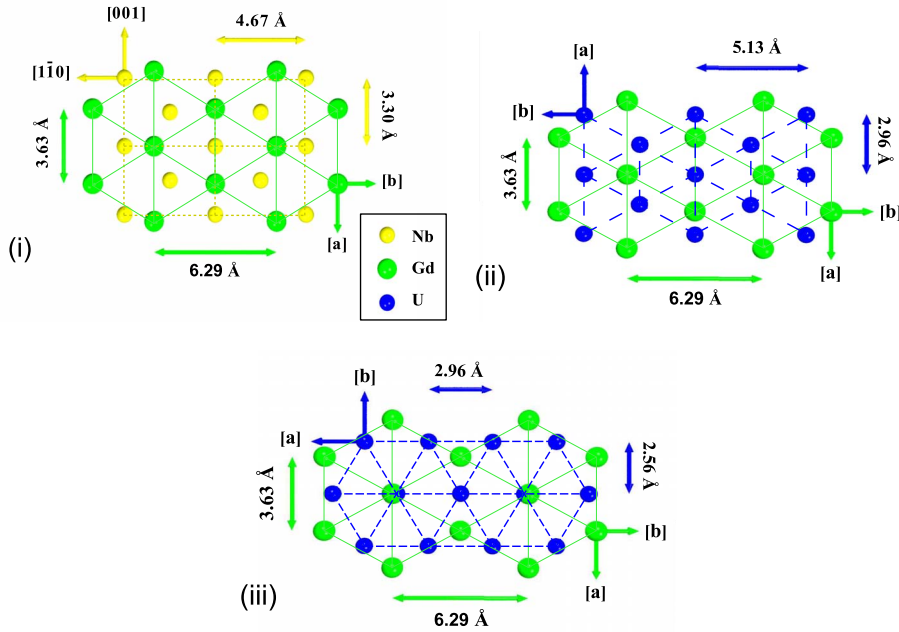 [001]
4.67 Å
[11̄0]
3.30 Å
3.63 Å
[b]
[a]
6.29 Å
(i)
Nb
Gd
U
[a]
5.13 Å
[b]
2.96 Å
3.63 Å
[b]
[a]
6.29 Å
(ii)
[b]
2.96 Å
[a]
2.56 Å
3.63 Å
[b]
[a]
6.29 Å
(iii)